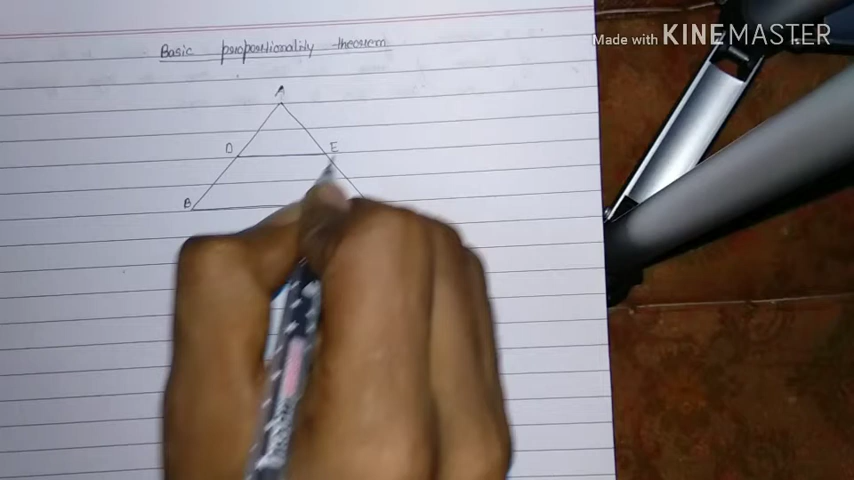 Made with KINEMASTER
Basic proportionality theorem
A
D E
B